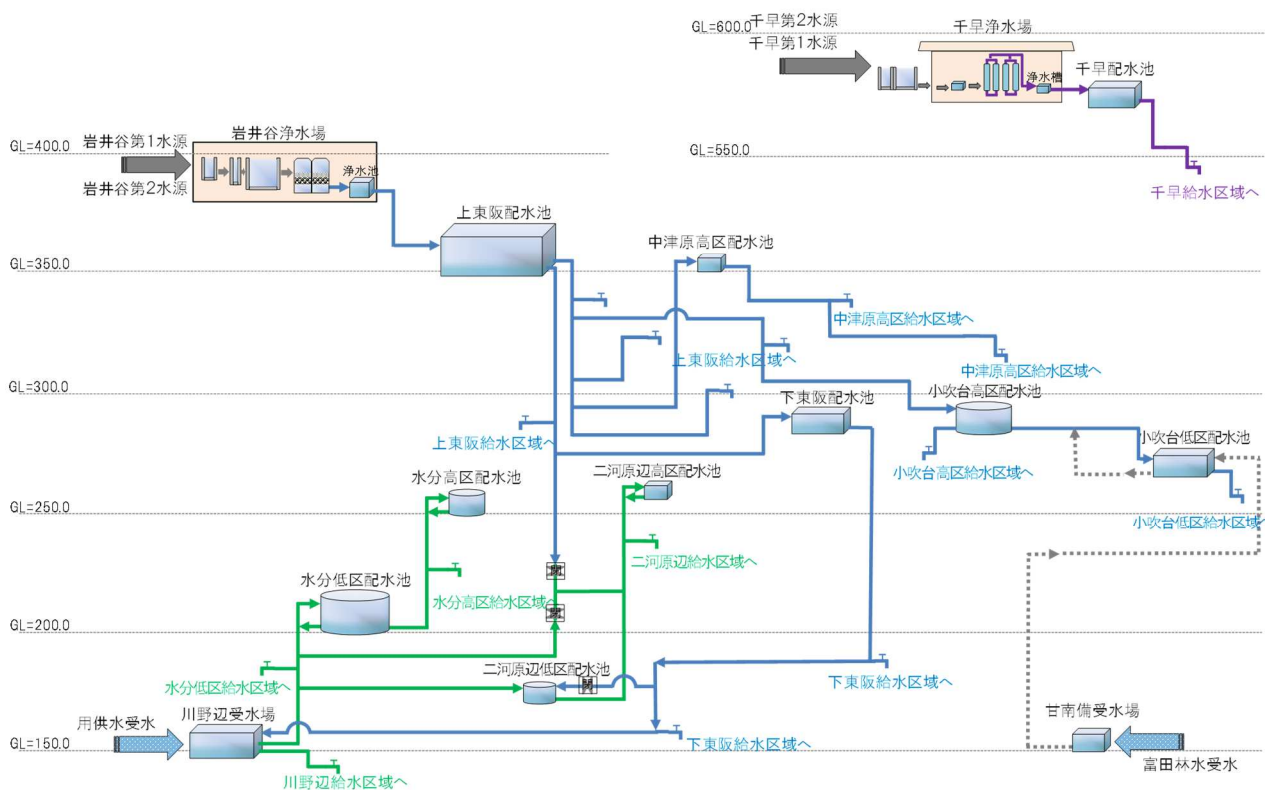 GL=600.0
千早第2水源
千早第1水源
千早浄水場
浄水槽
千早配水池
GL=550.0
千早給水区域へ
GL=400.0
岩井谷第1水源
岩井谷第2水源
岩井谷浄水場
浄水池
上東阪配水池
中津原高区配水池
GL=350.0
中津原高区給水区域へ
上東阪給水区域へ
中津原高区給水区域へ
GL=300.0
下東阪配水池
小吹台高区配水池
上東阪給水区域へ
小吹台低区配水池
小吹台高区給水区域へ
水分高区配水池
二河原辺高区配水池
GL=250.0
小吹台低区給水区域へ
二河原辺給水区域へ
水分低区配水池
水分高区給水区域へ
GL=200.0
二河原辺低区配水池
水分低区給水区域へ
下東阪給水区域へ
用供水受水
川野辺受水場
甘南備受水場
GL=150.0
下東阪給水区域へ
富田林水受水
川野辺給水区域へ